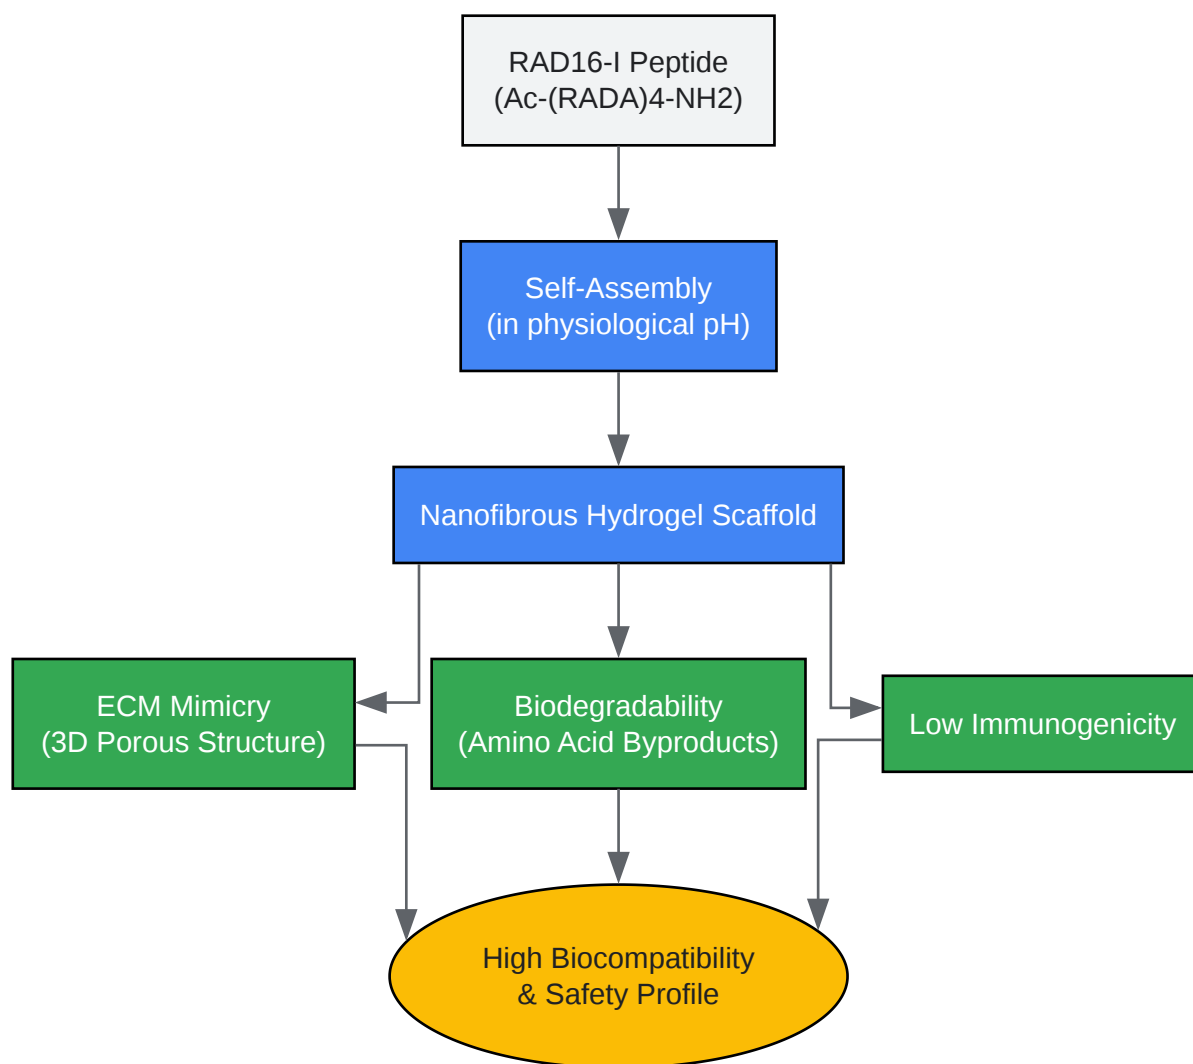 RAD16-I Peptide
(Ac-(RADA)4-NH2)
Self-Assembly
(in physiological pH)
Nanofibrous Hydrogel Scaffold
ECM Mimicry
(3D Porous Structure)
Biodegradability
(Amino Acid Byproducts)
Low Immunogenicity
High Biocompatibility
& Safety Profile